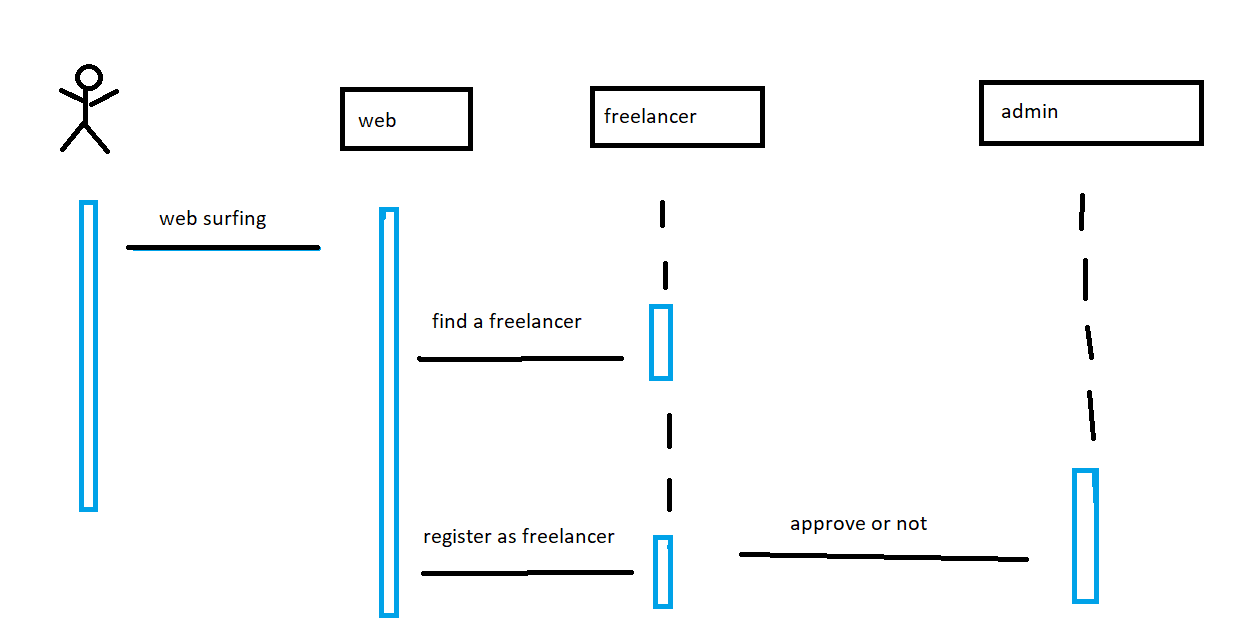 web
freelancer
admin
web surfing
find a freelancer
register as freelancer
approve or not